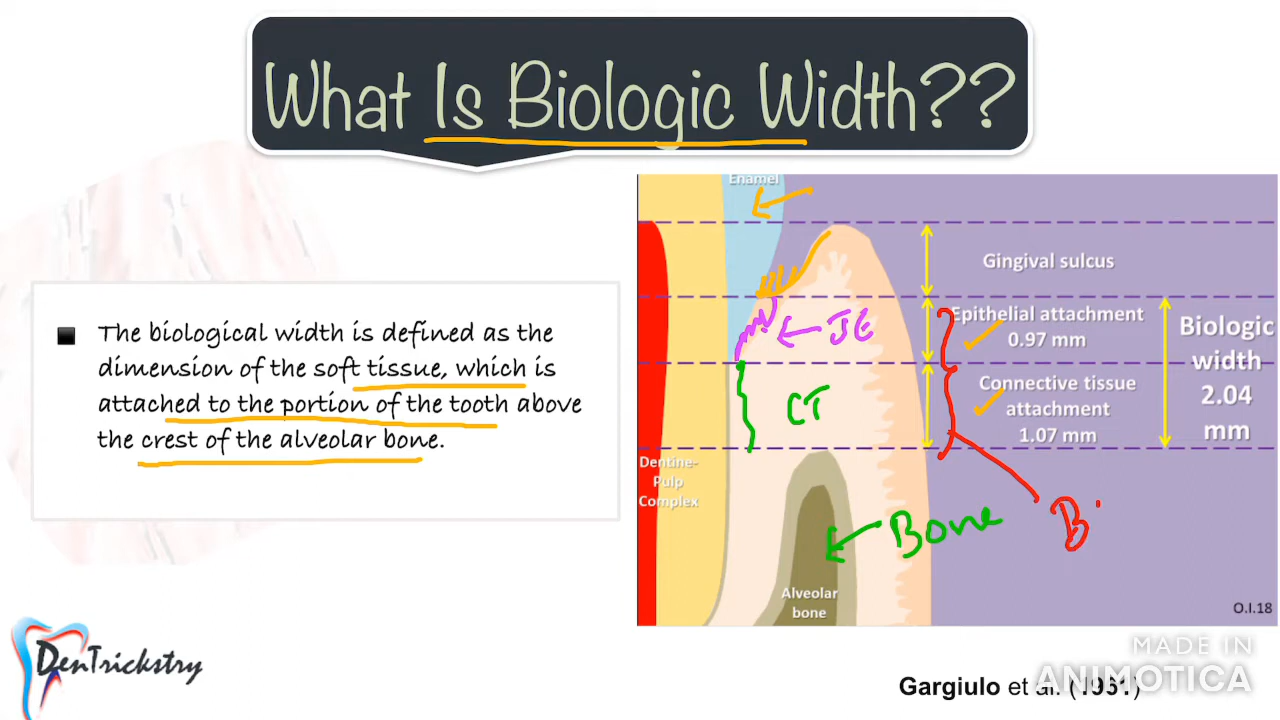 What Is Biologic Width??
The biological width is defined as the
dimension of the soft tissue, which is
attached to the portion of the tooth above
the crest of the alveolar bone.
Enamel
Gingival sulcus
Epithelial attachment
0.97 mm
Connective tissue
attachment
1.07 mm
Biologic
width
2.04
mm
JE
CT
Bone
B
Dentine-
Pulp
Complex
Alveolar
bone
O.I.18
DenTrickstry
Gargiulo et al. (1961)
MADE IN
ANIMOTICA